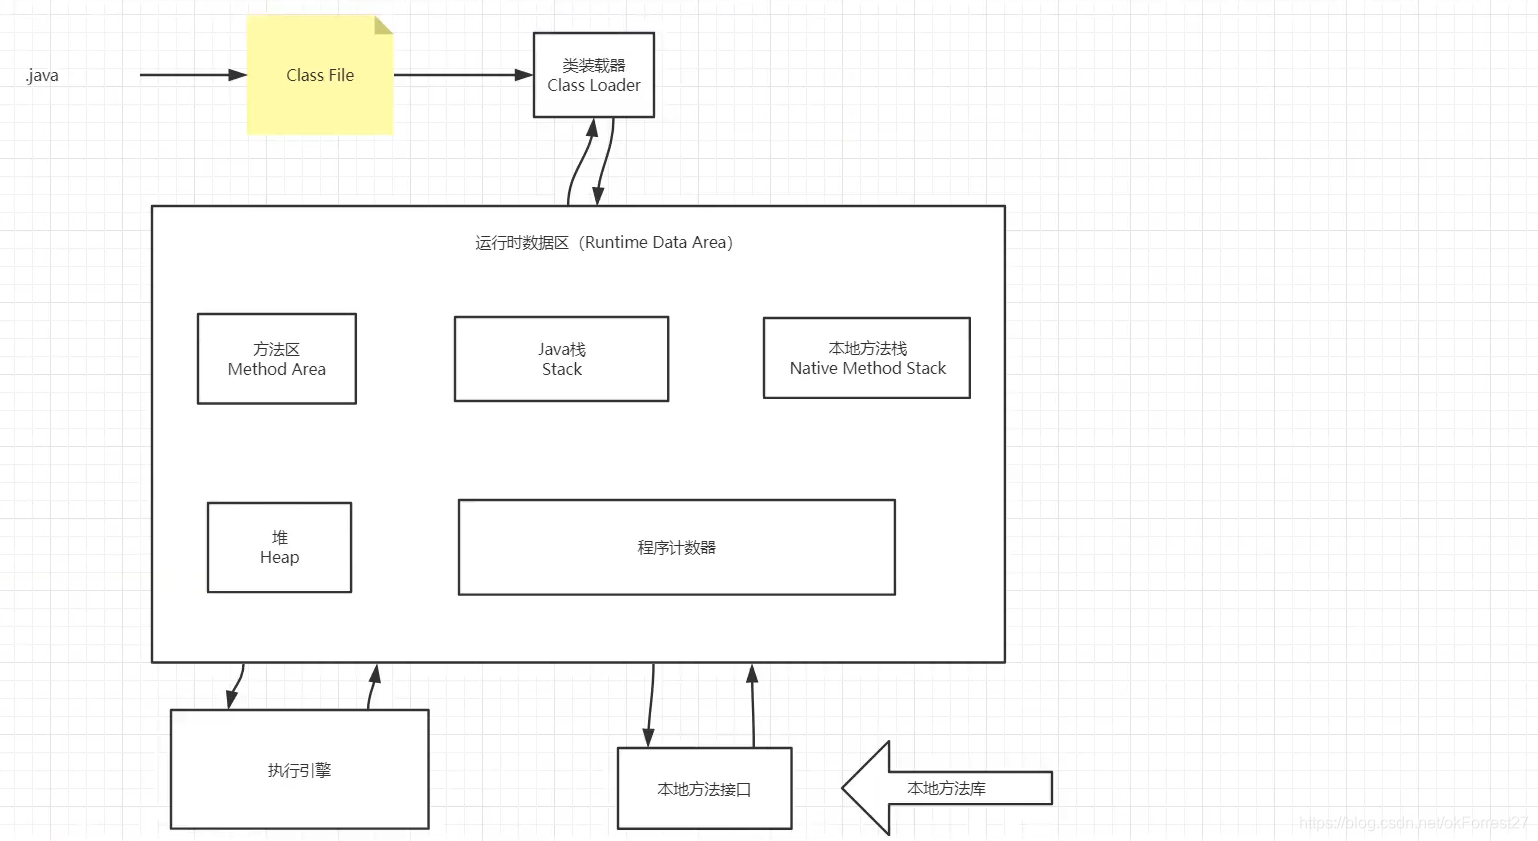 .java
Class File
类装载器
Class Loader
运行时数据区（Runtime Data Area）
方法区
Method Area
Java栈
Stack
本地方法栈
Native Method Stack
堆
Heap
程序计数器
执行引擎
本地方法接口
本地方法库
https://blog.csdn.net/okForrest27